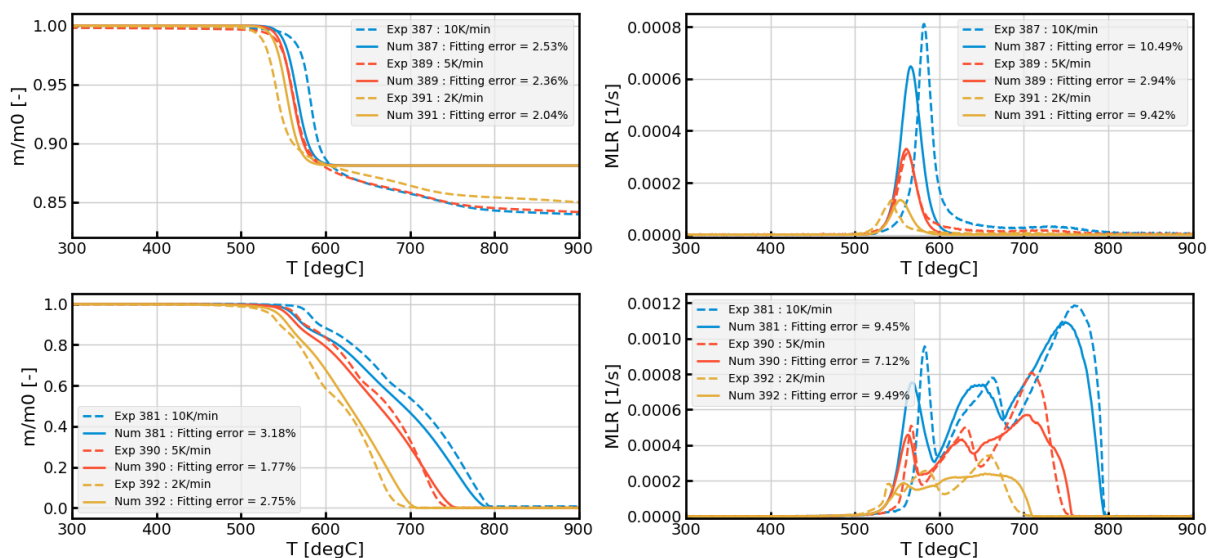 1.00
0.95
0.90
0.85
m/m0 [-]
Exp 387 : 10K/min
Num 387 : Fitting error = 2.53%
Exp 389 : 5K/min
Num 389 : Fitting error = 2.36%
Exp 391 : 2K/min
Num 391 : Fitting error = 2.04%
300 400 500 600 700 800 900
T [degC]
0.0008
0.0006
0.0004
0.0002
0.0000
MLR [1/s]
Exp 387 : 10K/min
Num 387 : Fitting error = 10.49%
Exp 389 : 5K/min
Num 389 : Fitting error = 2.94%
Exp 391 : 2K/min
Num 391 : Fitting error = 9.42%
300 400 500 600 700 800 900
T [degC]
1.0
0.8
0.6
0.4
0.2
0.0
m/m0 [-]
Exp 381 : 10K/min
Num 381 : Fitting error = 3.18%
Exp 390 : 5K/min
Num 390 : Fitting error = 1.77%
Exp 392 : 2K/min
Num 392 : Fitting error = 2.75%
300 400 500 600 700 800 900
T [degC]
0.0012
0.0010
0.0008
0.0006
0.0004
0.0002
0.0000
MLR [1/s]
Exp 381 : 10K/min
Num 381 : Fitting error = 9.45%
Exp 390 : 5K/min
Num 390 : Fitting error = 7.12%
Exp 392 : 2K/min
Num 392 : Fitting error = 9.49%
300 400 500 600 700 800 900
T [degC]